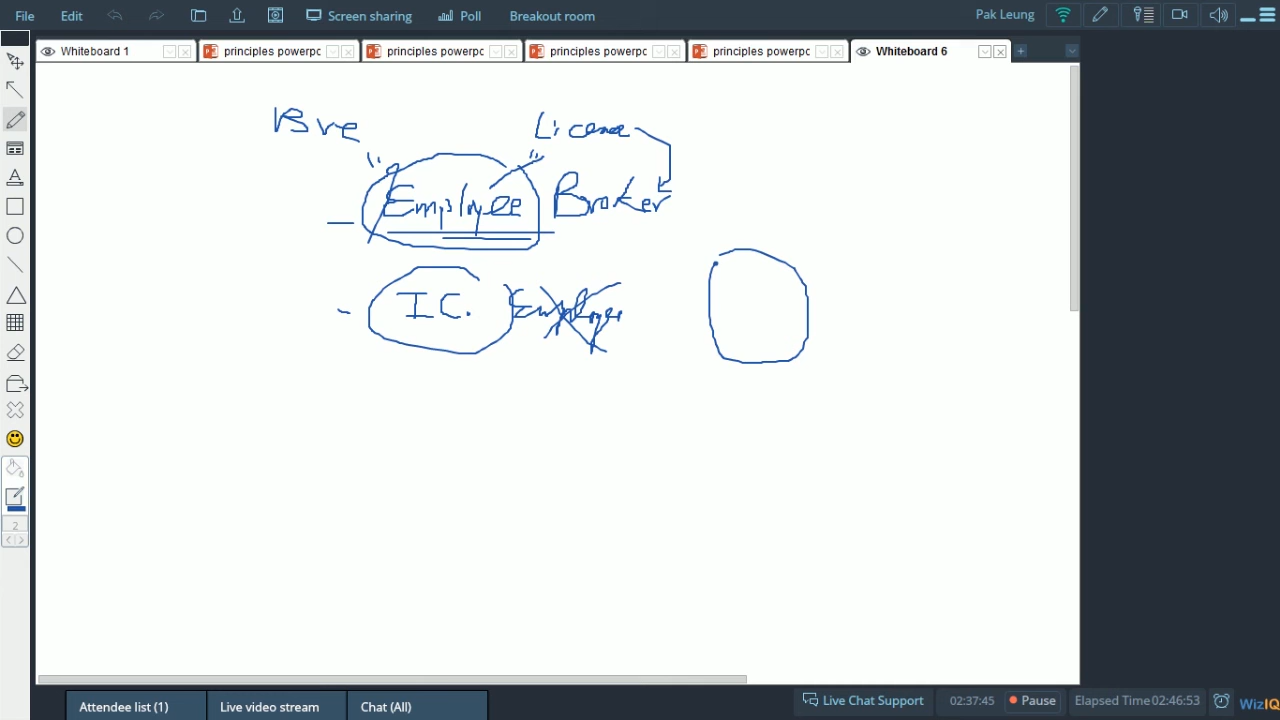 File Edit Screen sharing Poll Breakout room Pak Leung
Whiteboard 1 principles powerpc principles powerpc principles powerpc principles powerpc Whiteboard 6
Bre License
"Employee" Broker
- I C. Employee
2
Live Chat Support 02:37:45 Pause Elapsed Time 02:46:53 WizIQ
Attendee list (1) Live video stream Chat (All)